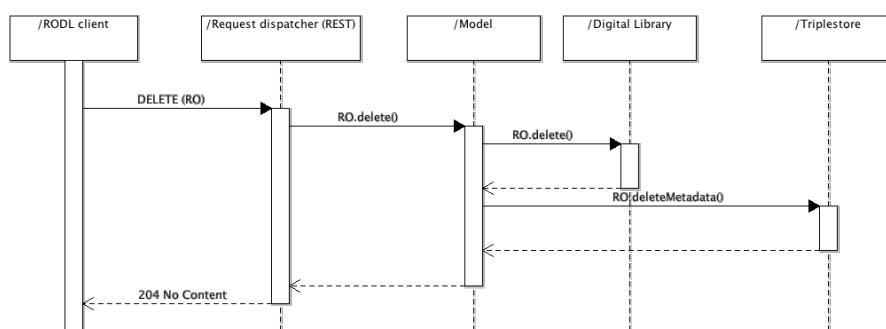 /RODL client
/Request dispatcher (REST)
/Model
/Digital Library
/Triplestore
DELETE (RO)
RO.delete()
RO.delete()
RO.deleteMetadata()
204 No Content